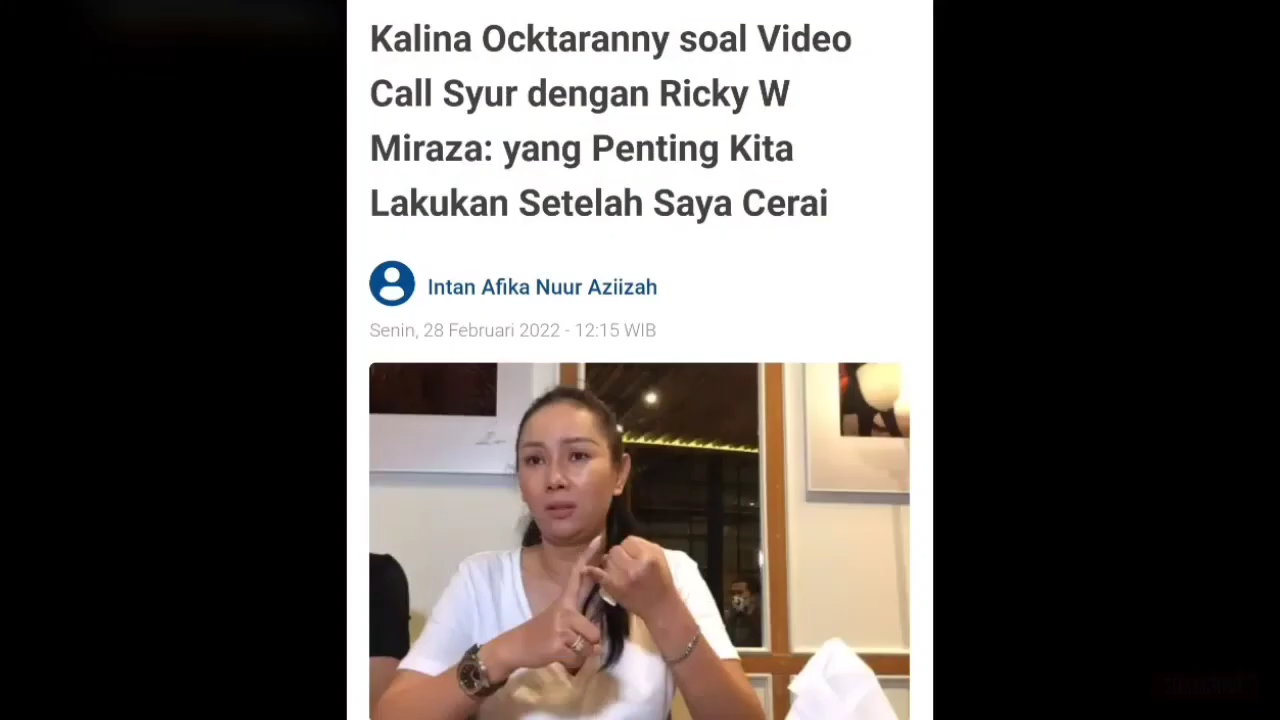 Kalina Ocktaranny soal Video
Call Syur dengan Ricky W
Miraza: yang Penting Kita
Lakukan Setelah Saya Cerai
Intan Afika Nuur Aziizah
Senin, 28 Februari 2022 - 12:15 WIB